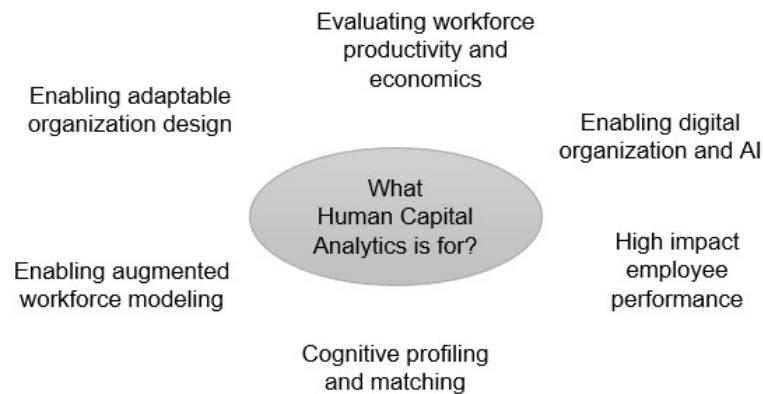 Evaluating workforce
productivity and
economics
Enabling adaptable
organization design
Enabling digital
organization and AI
What
Human Capital
Analytics is for?
High impact
employee
performance
Enabling augmented
workforce modeling
Cognitive profiling
and matching